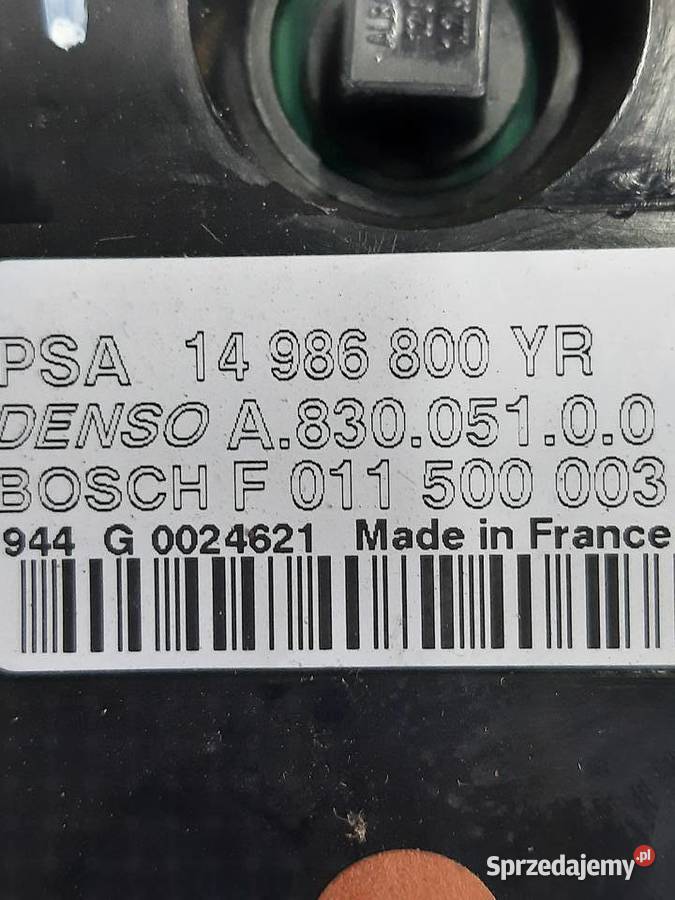 PSA 14 986 800 YR
DENSO A.830.051.0.0
BOSCH F 011 500 003
944 G 0024621 Made in France
Sprzedajemy.pl